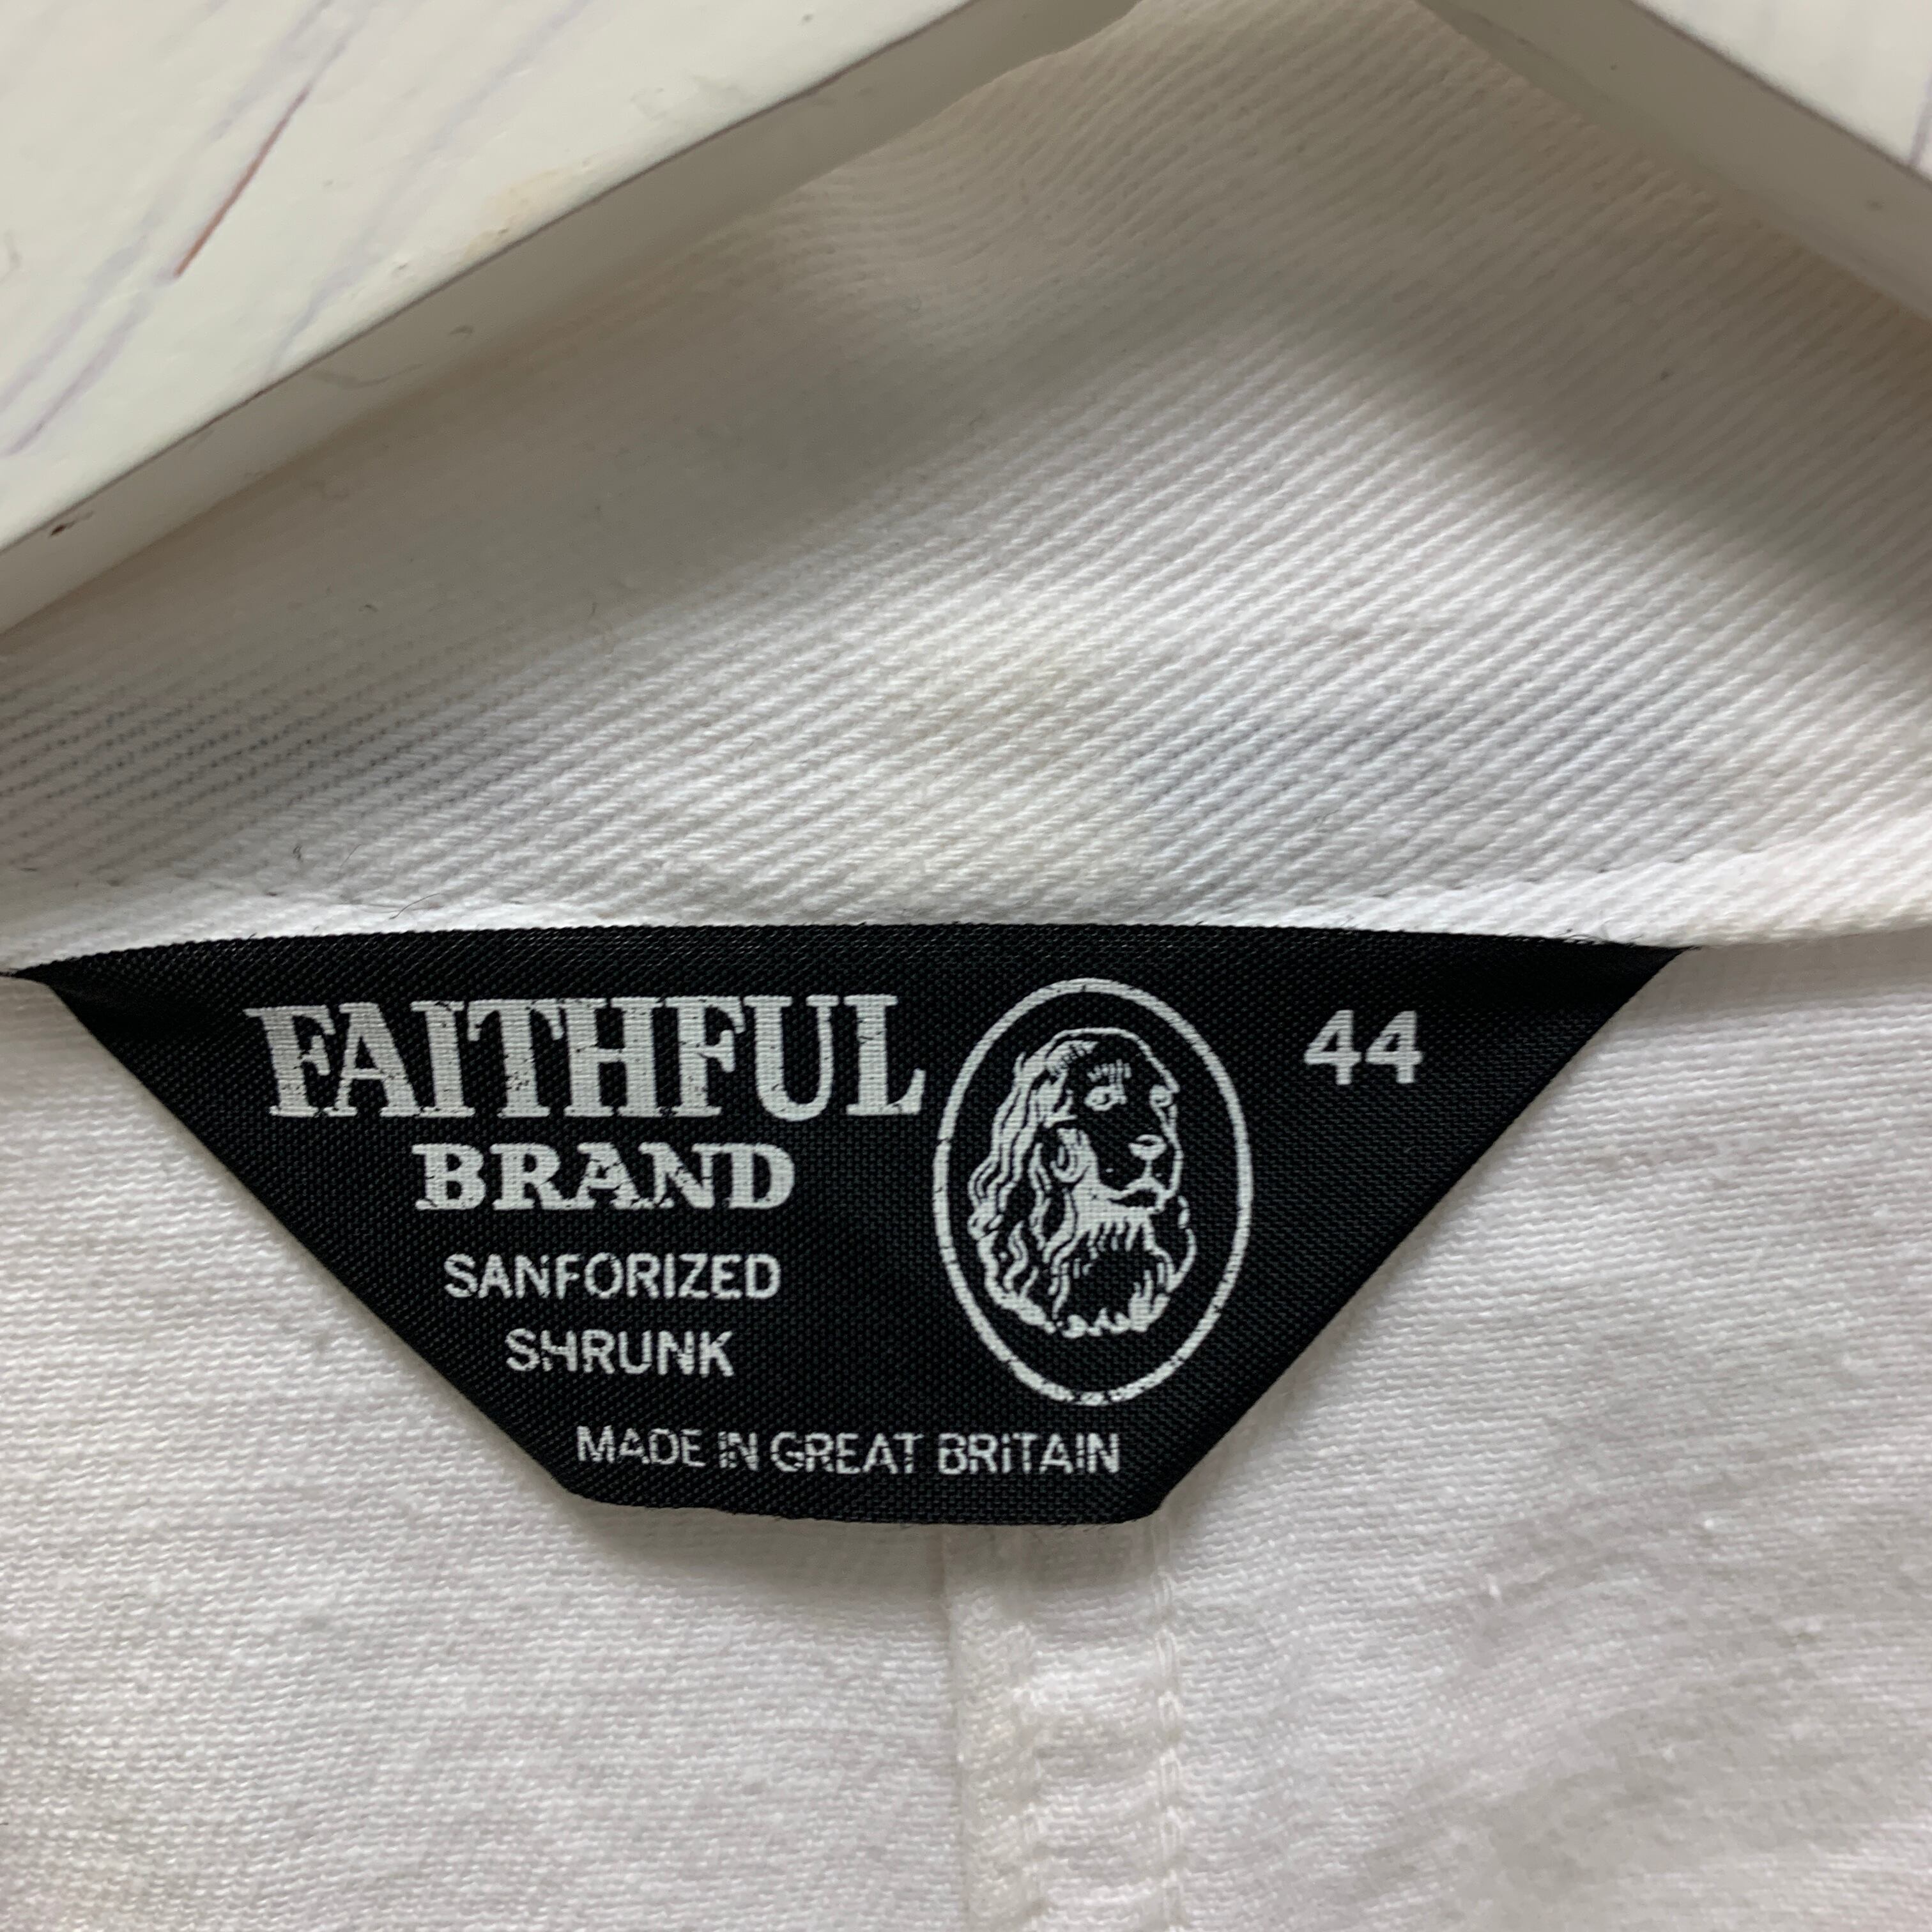 FAITHFUL
BRAND
44
SANFORIZED
SHRUNK
MADE IN GREAT BRITAIN